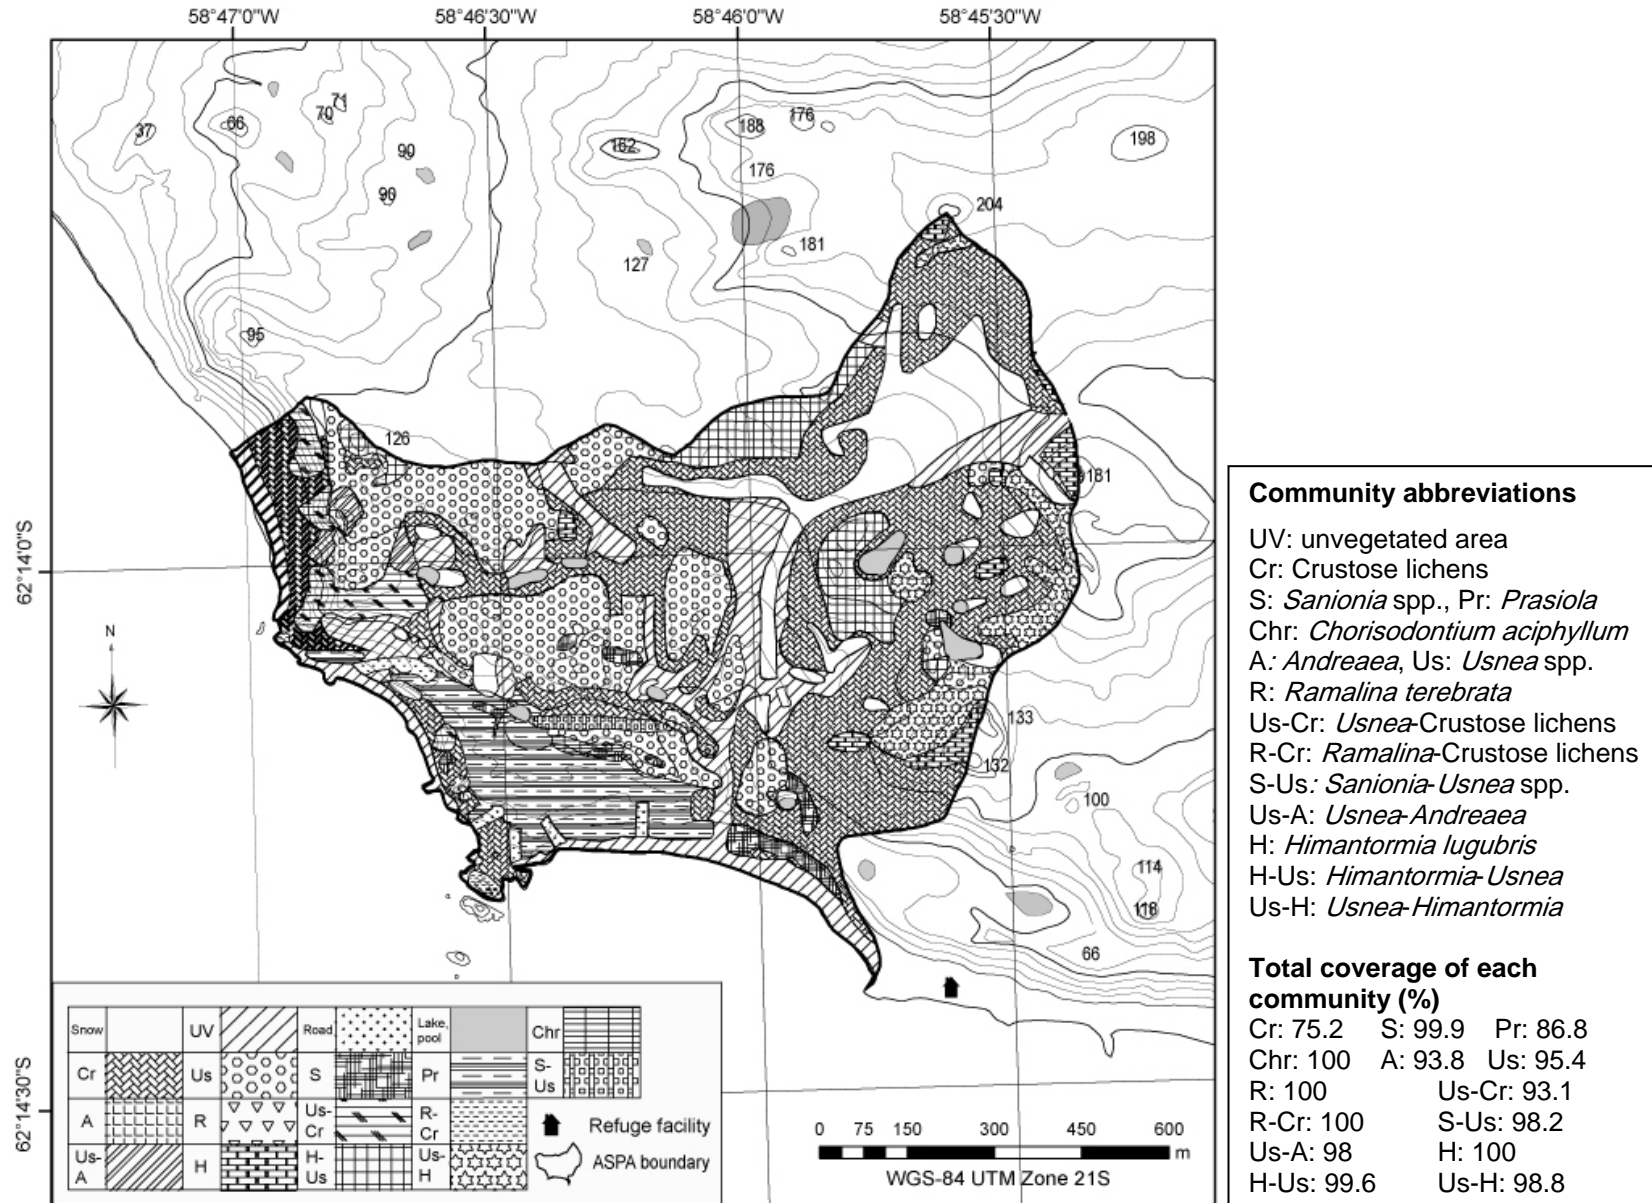 58°47'0"W
58°46'30"W
58°46'0"W
58°45'30"W
71
70
37
66
188
176
198
90
162
176
90
204
181
127
95
126
181
62°14'0"S
N
133
132
100
114
118
66
Snow
UV
Road
Lake, pool
Chr
Cr
Us
S
Pr
S-Us
A
R
Us-Cr
R-Cr
Refuge facility
Us-A
H
H-Us
Us-H
ASPA boundary
62°14'30"S
0 75 150 300 450 600 m
WGS-84 UTM Zone 21S
Community abbreviations
UV: unvegetated area
Cr: Crustose lichens
S: Sanionia spp., Pr: Prasiola
Chr: Chorisodontium aciphyllum
A: Andreaea, Us: Usnea spp.
R: Ramalina terebrata
Us-Cr: Usnea-Crustose lichens
R-Cr: Ramalina-Crustose lichens
S-Us: Sanionia-Usnea spp.
Us-A: Usnea-Andreaea
H: Himantormia lugubris
H-Us: Himantormia-Usnea
Us-H: Usnea-Himantormia
Total coverage of each
community (%)
Cr: 75.2 S: 99.9 Pr: 86.8
Chr: 100 A: 93.8 Us: 95.4
R: 100 Us-Cr: 93.1
R-Cr: 100 S-Us: 98.2
Us-A: 98 H: 100
H-Us: 99.6 Us-H: 98.8